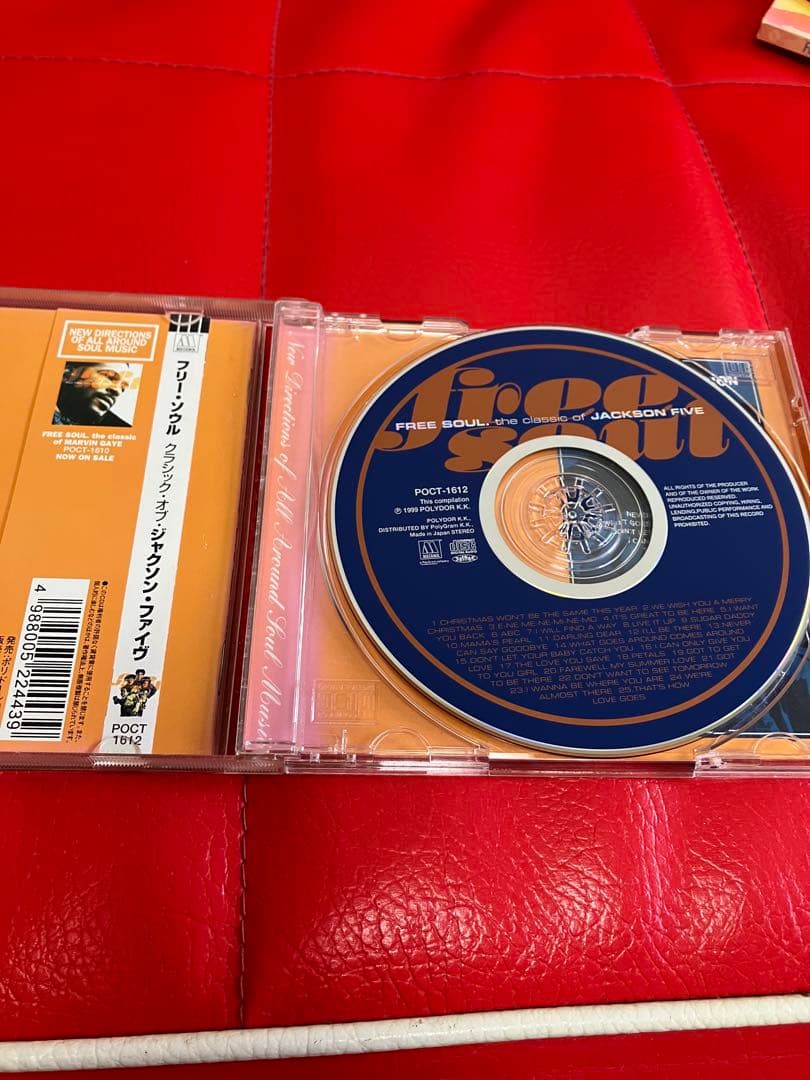 NEW DIRECTIONS
OF ALL AROUND
SOUL MUSIC
FREE SOUL. the classic
of MARVIN GAYE
POCT-1610
NOW ON SALE
4 988005 224439
MOTOWN
フリー・ソウル クラシック・オブ・ジャクソン・ファイヴ
POCT
1612
New Directions of All Around Soul Music
free
soul
FREE SOUL. the classic of JACKSON FIVE
POCT-1612
This compilation
Ⓟ 1999 POLYDOR K.K.
POLYDOR K.K.,
DISTRIBUTED BY PolyGram K.K.,
Made in Japan STEREO
ALL RIGHTS OF THE PRODUCER
AND OF THE OWNER OF THE WORK
REPRODUCED RESERVED.
UNAUTHORIZED COPYING, HIRING,
LENDING,PUBLIC PERFORMANCE AND
BROADCASTING OF THIS RECORD
PROHIBITED.
1.CHRISTMAS WON'T BE THE SAME THIS YEAR 2.WE WISH YOU A MERRY
CHRISTMAS 3.E-NE-ME-NE-MI-NE-MO 4.IT'S GREAT TO BE HERE 5.I WANT
YOU BACK 6.ABC 7.I WILL FIND A WAY 8.LOVE IT UP 9.SUGAR DADDY
10.MAMA'S PEARL 11.DARLING DEAR 12.I'LL BE THERE 13.NEVER
CAN SAY GOODBYE 14.WHAT GOES AROUND COMES AROUND
15.DON'T LET YOUR BABY CATCH YOU 16.I CAN ONLY GIVE YOU
LOVE 17.THE LOVE YOU SAVE 18.PETALS 19.GOT TO GET
TO YOU GIRL 20.FAREWELL MY SUMMER LOVE 21.GOT
TO BE THERE 22.DON'T WANT TO SEE TOMORROW
23.I WANNA BE WHERE YOU ARE 24.WE'RE
ALMOST THERE 25.THAT'S HOW
LOVE GOES